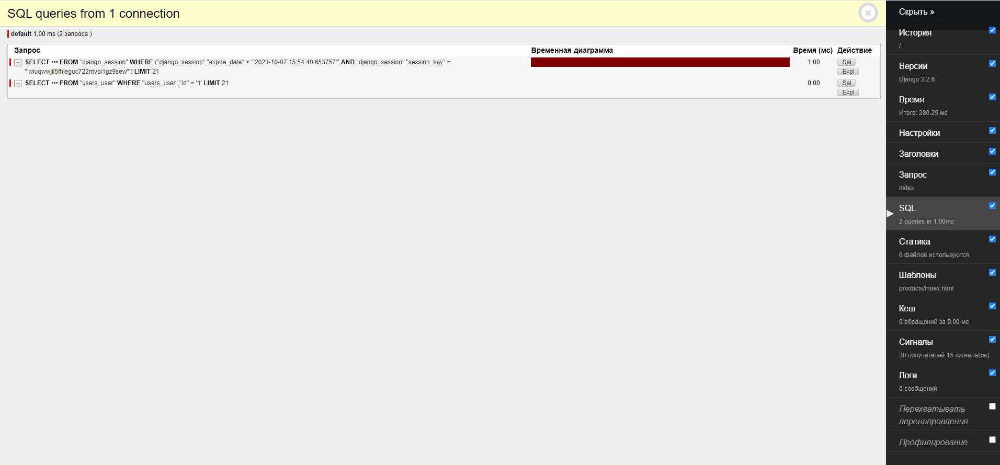 SQL queries from 1 connection
default 1,00 ms (2 запроса )
Запрос Временная диаграмма Время (мс) Действие
SELECT ••• FROM "django_session" WHERE ("django_session"."expire_date" > '"2021-10-07 15:54:40.653757"' AND "django_session"."session_key" = 1,00 Sel
'"wiuqwwjil5fhleguc722ntvoi1gz9sew"') LIMIT 21 Expl
SELECT ••• FROM "users_user" WHERE "users_user"."id" = '1' LIMIT 21 0,00 Sel
Expl
Скрыть »
История
/
Версии
Django 3.2.6
Время
Итого: 280.25 мс
Настройки
Заголовки
Запрос
index
SQL
2 queries in 1.00ms
Статика
6 файлов используются
Шаблоны
products/index.html
Кеш
0 обращений за 0.00 мс
Сигналы
30 получателей 15 сигнала(ов)
Логи
0 сообщений
Перехватывать
перенаправления
Профилирование